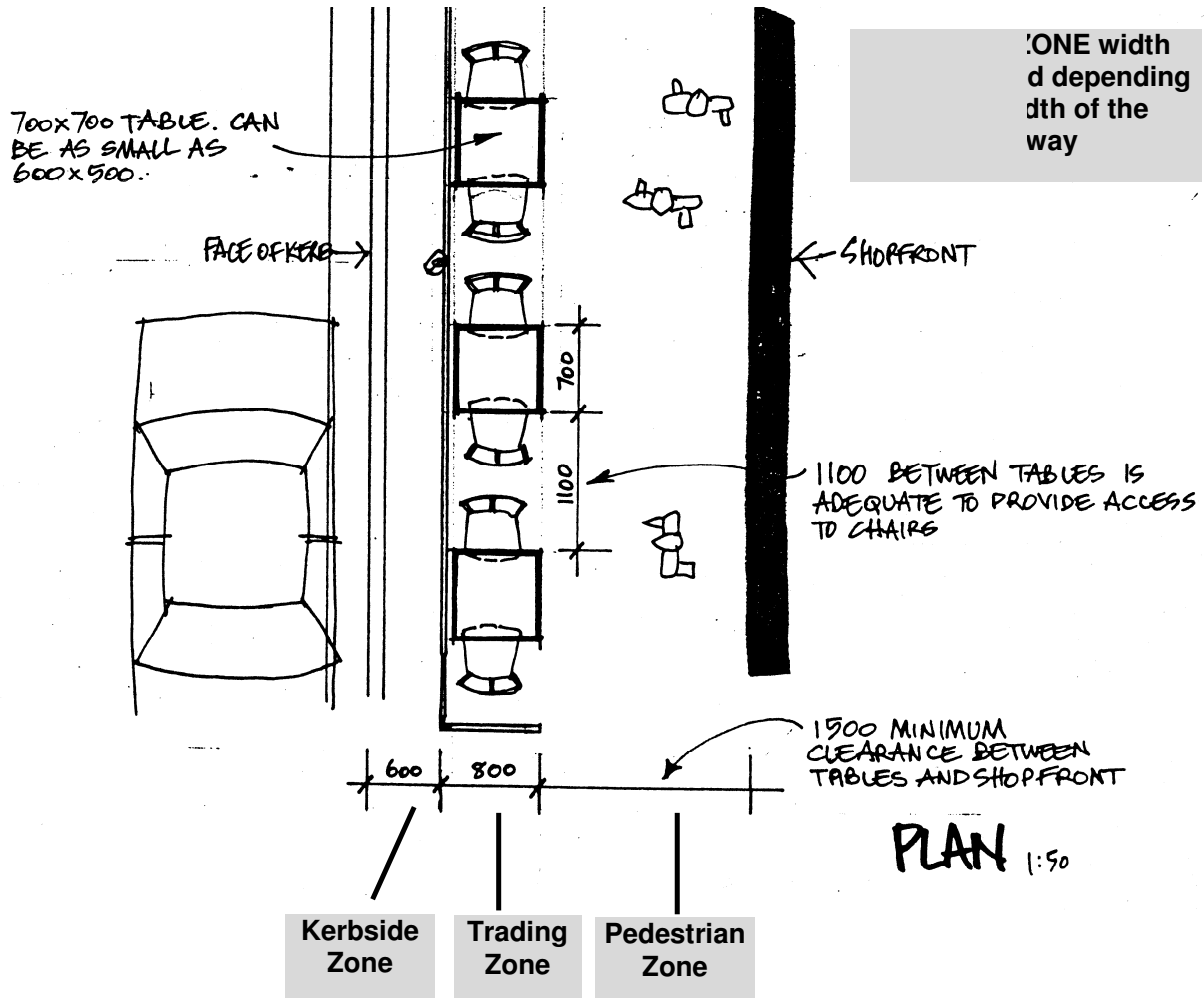 ZONE width
d depending
dth of the
way
700x700 TABLE. CAN
BE AS SMALL AS
600x500.
FACE OF KERB
SHOPFRONT
700
1100
1100 BETWEEN TABLES IS
ADEQUATE TO PROVIDE ACCESS
TO CHAIRS
1500 MINIMUM
CLEARANCE BETWEEN
TABLES AND SHOPFRONT
600
800
PLAN 1:50
Kerbside
Zone
Trading
Zone
Pedestrian
Zone